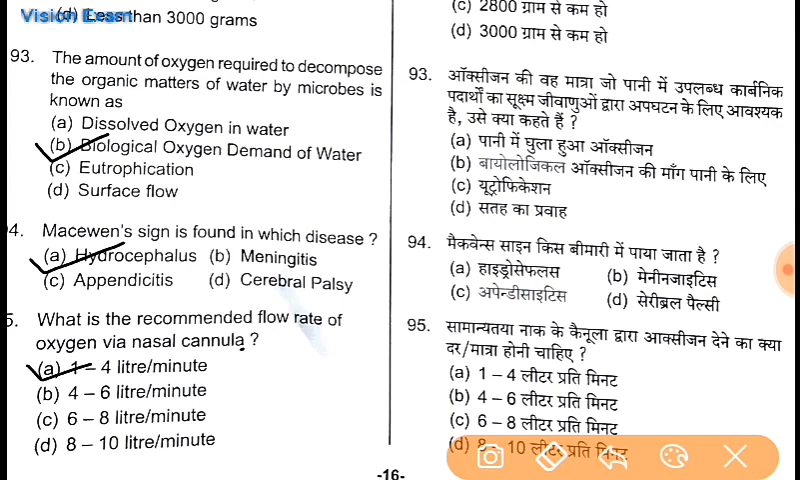 Vision Exam
(d) Less than 3000 grams
93. The amount of oxygen required to decompose
the organic matters of water by microbes is
known as
(a) Dissolved Oxygen in water
(b) Biological Oxygen Demand of Water
(c) Eutrophication
(d) Surface flow
4. Macewen's sign is found in which disease ?
(a) Hydrocephalus (b) Meningitis
(c) Appendicitis (d) Cerebral Palsy
5. What is the recommended flow rate of
oxygen via nasal cannula ?
(a) 1 – 4 litre/minute
(b) 4 – 6 litre/minute
(c) 6 – 8 litre/minute
(d) 8 – 10 litre/minute
(c) 2800 ग्राम से कम हो
(d) 3000 ग्राम से कम हो
93. ऑक्सीजन की वह मात्रा जो पानी में उपलब्ध कार्बनिक
पदार्थों का सूक्ष्म जीवाणुओं द्वारा अपघटन के लिए आवश्यक
है, उसे क्या कहते हैं ?
(a) पानी में घुला हुआ ऑक्सीजन
(b) बायोलोजिकल ऑक्सीजन की माँग पानी के लिए
(c) यूट्रोफिकेशन
(d) सतह का प्रवाह
94. मैकवेन्स साइन किस बीमारी में पाया जाता है ?
(a) हाइड्रोसेफलस (b) मेनीनजाइटिस
(c) अपेन्डीसाइटिस (d) सेरीब्रल पैल्सी
95. सामान्यतया नाक के कैनूला द्वारा आक्सीजन देने का क्या
दर/मात्रा होनी चाहिए ?
(a) 1 – 4 लीटर प्रति मिनट
(b) 4 – 6 लीटर प्रति मिनट
(c) 6 – 8 लीटर प्रति मिनट
(d) 8 – 10 लीटर प्रति मिनट
-16-